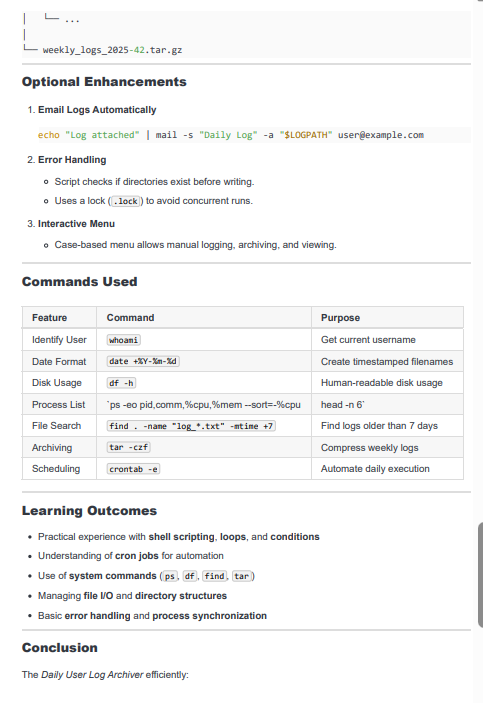 │   └── ...
│
└── weekly_logs_2025-42.tar.gz
Optional Enhancements
1. Email Logs Automatically
echo "Log attached" | mail -s "Daily Log" -a "$LOGPATH" user@example.com
2. Error Handling
Script checks if directories exist before writing.
Uses a lock (.lock) to avoid concurrent runs.
3. Interactive Menu
Case-based menu allows manual logging, archiving, and viewing.
Commands Used
Feature Command Purpose
Identify User whoami Get current username
Date Format date +%Y-%m-%d Create timestamped filenames
Disk Usage df -h Human-readable disk usage
Process List `ps -eo pid,comm,%cpu,%mem --sort=-%cpu head -n 6`
File Search find . -name "log_*.txt" -mtime +7 Find logs older than 7 days
Archiving tar -czf Compress weekly logs
Scheduling crontab -e Automate daily execution
Learning Outcomes
Practical experience with shell scripting, loops, and conditions
Understanding of cron jobs for automation
Use of system commands (ps, df, find, tar)
Managing file I/O and directory structures
Basic error handling and process synchronization
Conclusion
The Daily User Log Archiver efficiently: